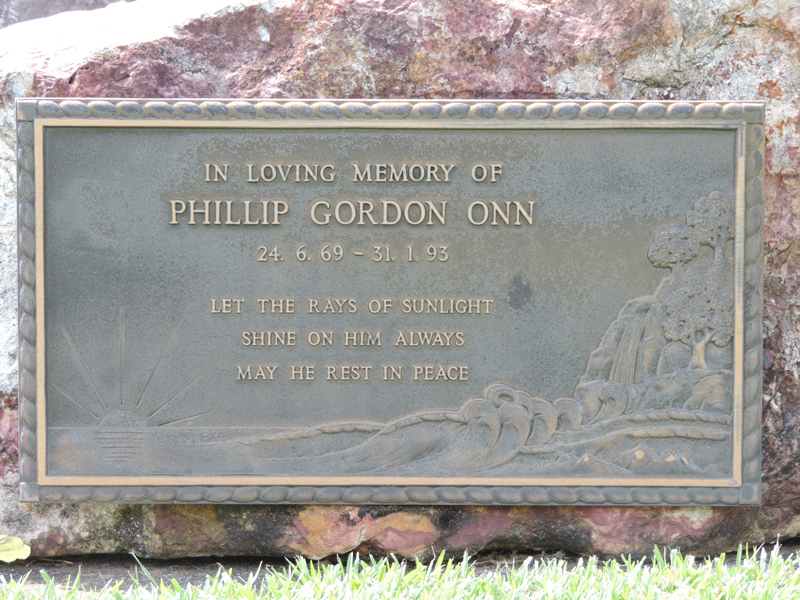 IN LOVING MEMORY OF
PHILLIP GORDON ONN
24. 6. 69 - 31. 1. 93
LET THE RAYS OF SUNLIGHT
SHINE ON HIM ALWAYS
MAY HE REST IN PEACE